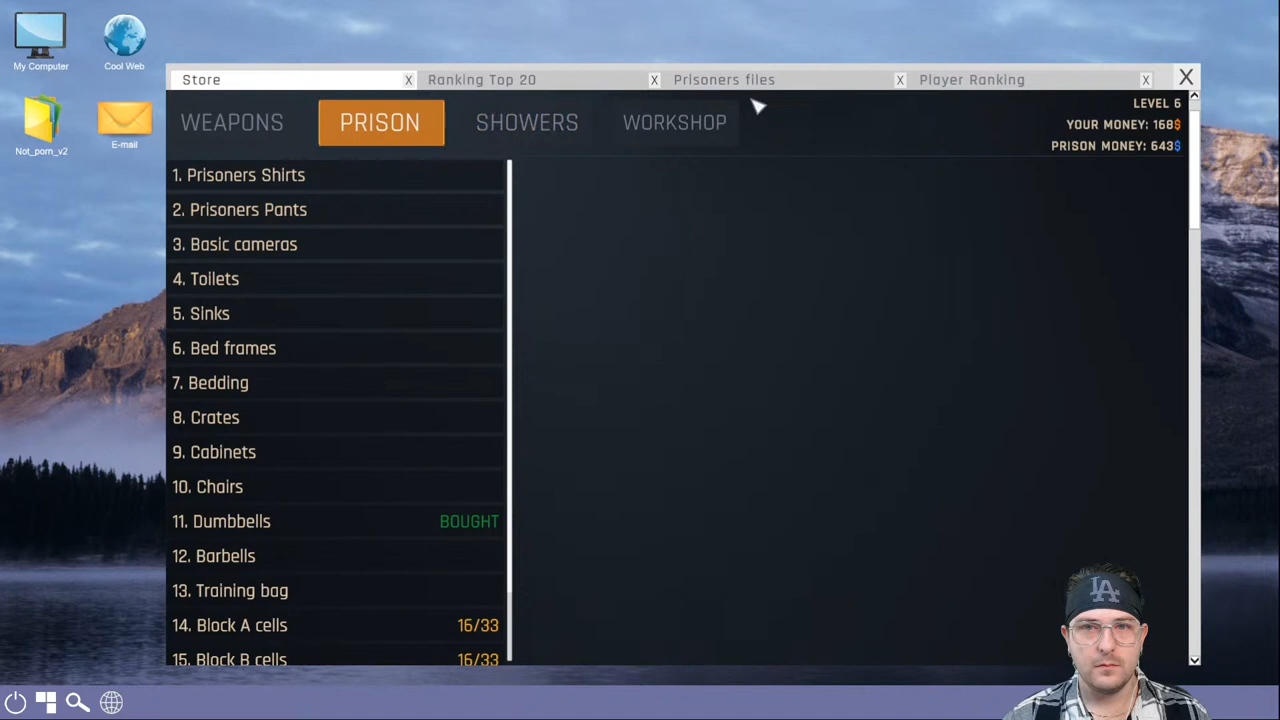 My Computer
Cool Web
Not_porn_v2
E-mail
Store X
Ranking Top 20 X
Prisoners files X
Player Ranking X
X
WEAPONS
PRISON
SHOWERS
WORKSHOP
LEVEL 6
YOUR MONEY: 168$
PRISON MONEY: 643$
1. Prisoners Shirts
2. Prisoners Pants
3. Basic cameras
4. Toilets
5. Sinks
6. Bed frames
7. Bedding
8. Crates
9. Cabinets
10. Chairs
11. Dumbbells BOUGHT
12. Barbells
13. Training bag
14. Block A cells 16/33
15. Block B cells 16/33
LA